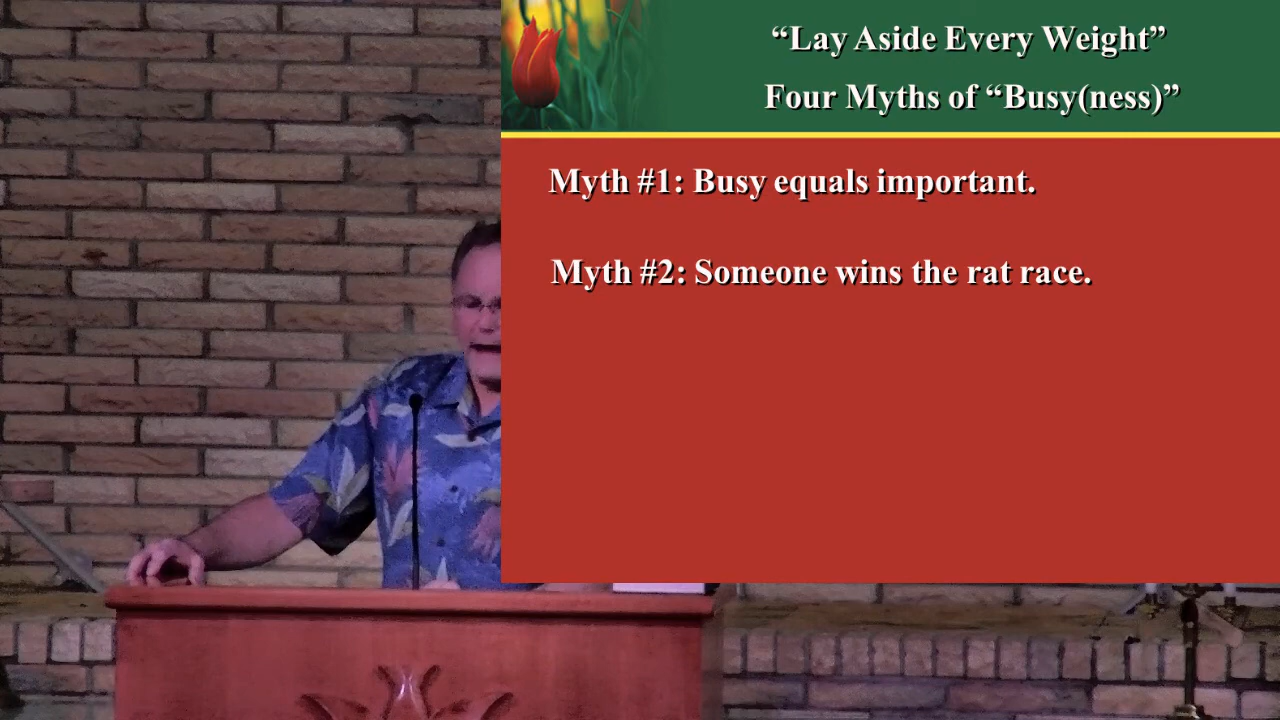 “Lay Aside Every Weight”
Four Myths of “Busy(ness)”
Myth #1: Busy equals important.
Myth #2: Someone wins the rat race.